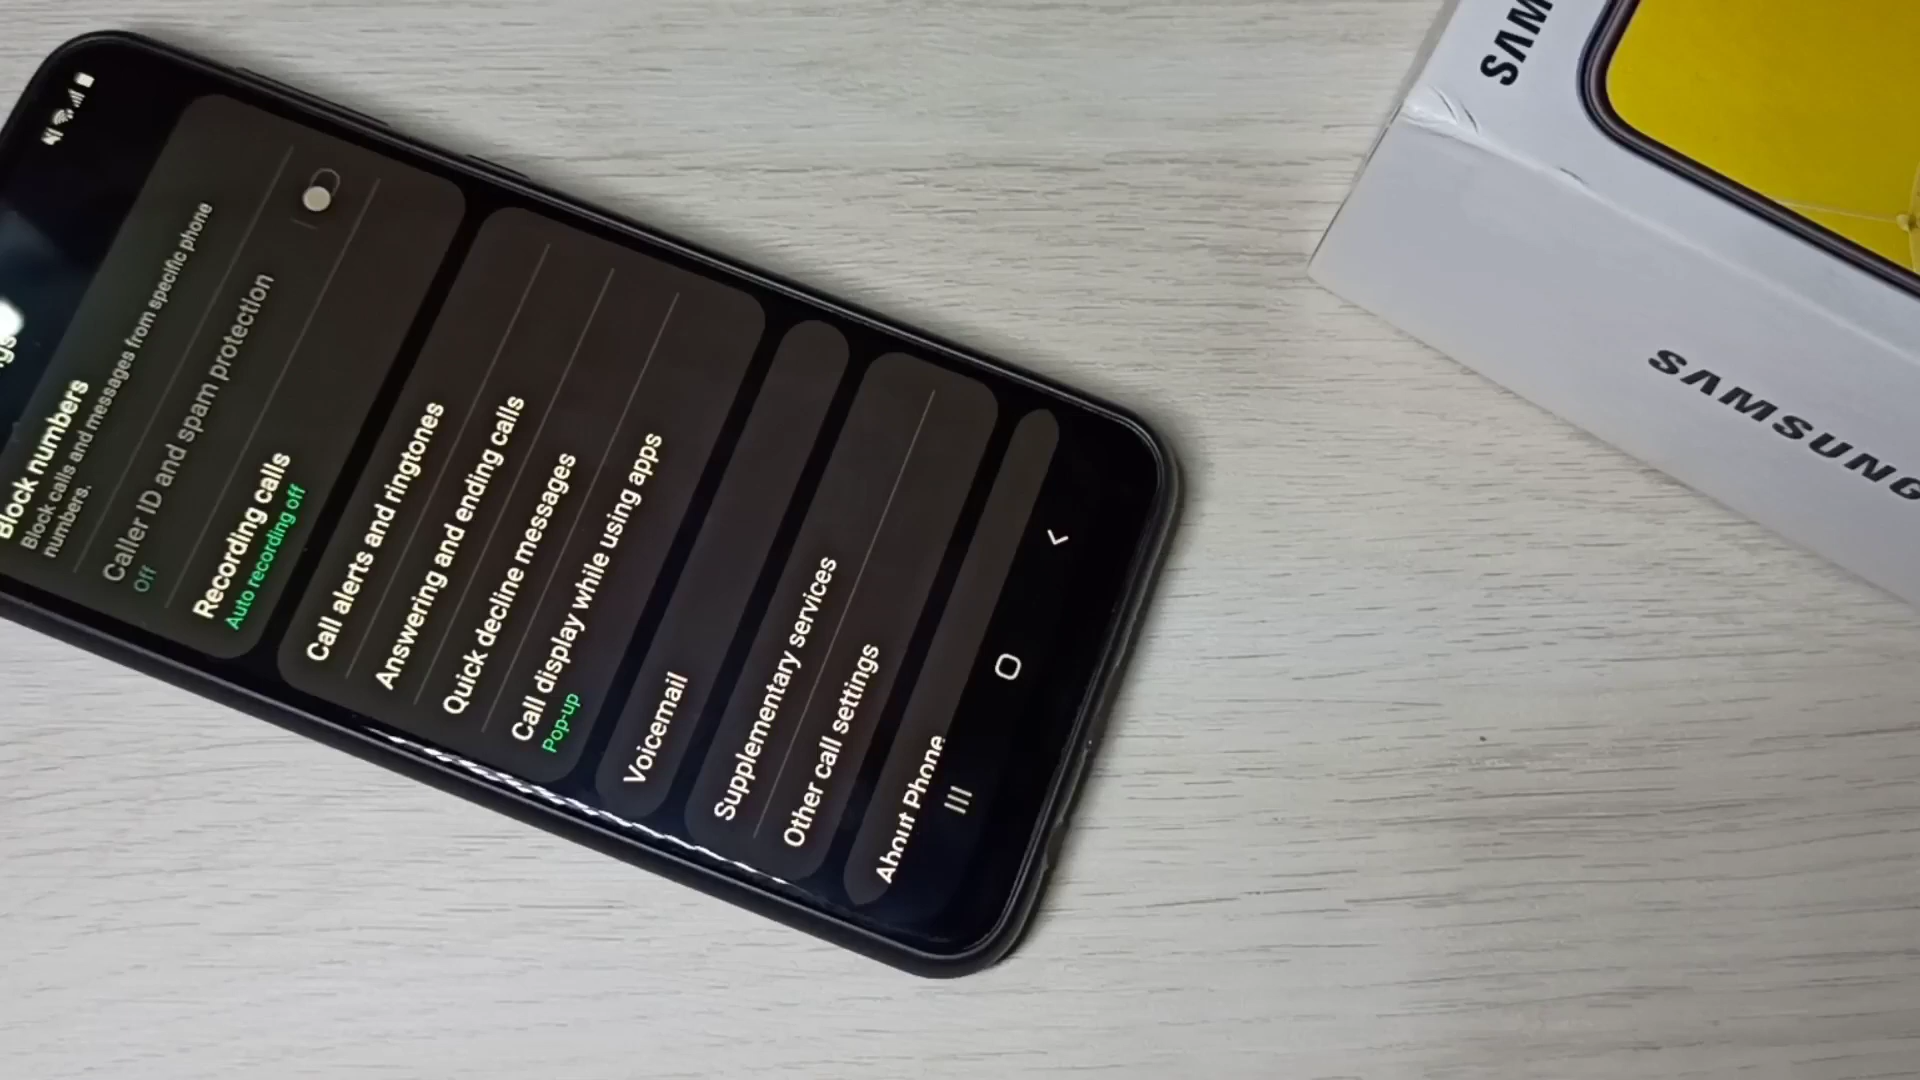 Block numbers
Block calls and messages from specific phone
numbers.
Caller ID and spam protection
Off
Recording calls
Auto recording off
Call alerts and ringtones
Answering and ending calls
Quick decline messages
Call display while using apps
Pop-up
Voicemail
Supplementary services
Other call settings
About Phone
SAM
SAMSUNG